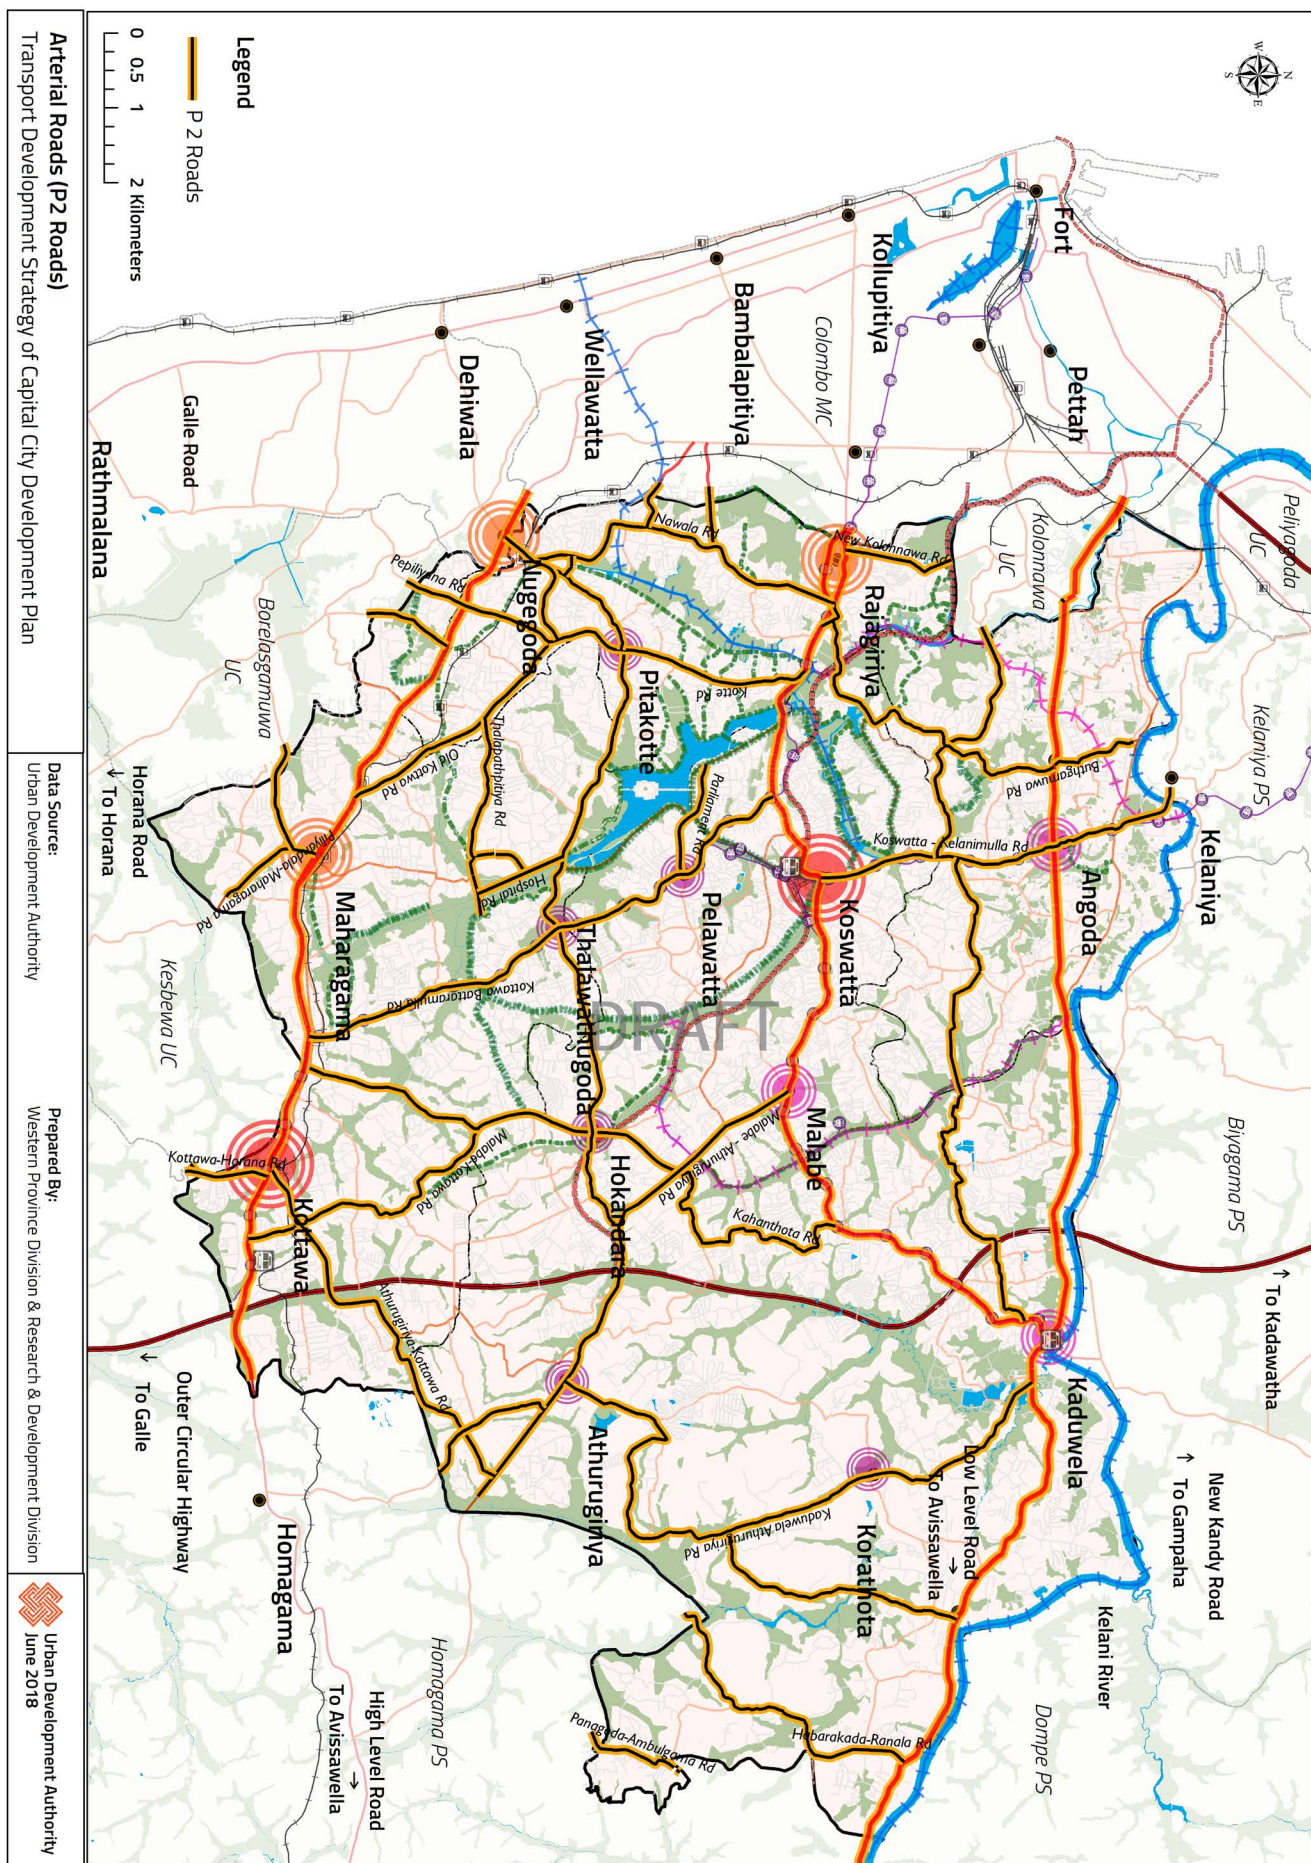 N
W
E
S
Fort
Pettah
Kollupitiya
Colombo MC
Bambalapitiya
Wellawatta
Dehiwala
Galle Road
Rathmalana
Peliyagoda
UC
Kolonnawa
UC
Kelaniya PS
Kelaniya
Biyagama PS
New Kolonnawa Rd
Nawala Rd
Rajagiriya
Nugegoda
Pepiliyana Rd
Borelasgamuwa
UC
Pitakotte
Kotte Rd
Buthgamuwa Rd
Koswatta - Kelanimulla Rd
Angoda
Parliament Rd
Thalapathpitiya Rd
Old Kottwa Rd
Hospital Rd
Koswatta
Pelawatta
Thalawathugoda
Kottawa Battaramulla Rd
Piliyandala-Maharagama Rd
Maharagama
Horana Road
↓ To Horana
Kesbewa UC
DRAFT
Malabe
Malabe - Athurugiriya Rd
Malabe-Kottawa Rd
Hokandara
Kahanthota Rd
Kottawa-Horana Rd
Kottawa
Athurugiriya-Kottawa Rd
↑ To Kadawatha
Kaduwela
New Kandy Road
↑ To Gampaha
Low Level Road
To Avissawella →
Kelani River
Korathota
Kaduwela Athurugiriya Rd
Athurugiriya
Outer Circular Highway
↓ To Galle
Homagama
Homagama PS
High Level Road
To Avissawella →
Dompe PS
Habarakada-Ranala Rd
Panagoda-Ambulgama Rd
Legend
P 2 Roads
0 0.5 1 2 Kilometers
Arterial Roads (P2 Roads)
Transport Development Strategy of Capital City Development Plan
Data Source:
Urban Development Authority
Prepared By:
Western Province Division & Research & Development Division
Urban Development Authority
June 2018